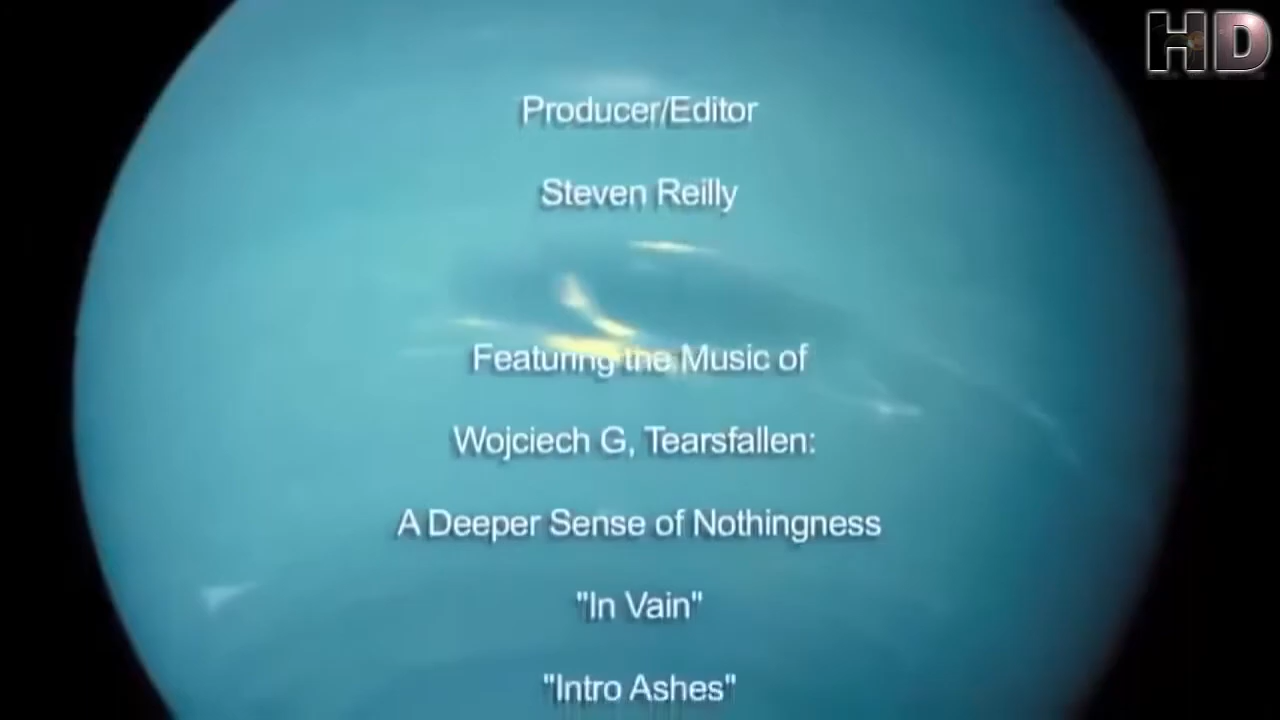 HD
Producer/Editor
Steven Reilly
Featuring the Music of
Wojciech G, Tearsfallen:
A Deeper Sense of Nothingness
"In Vain"
"Intro Ashes"